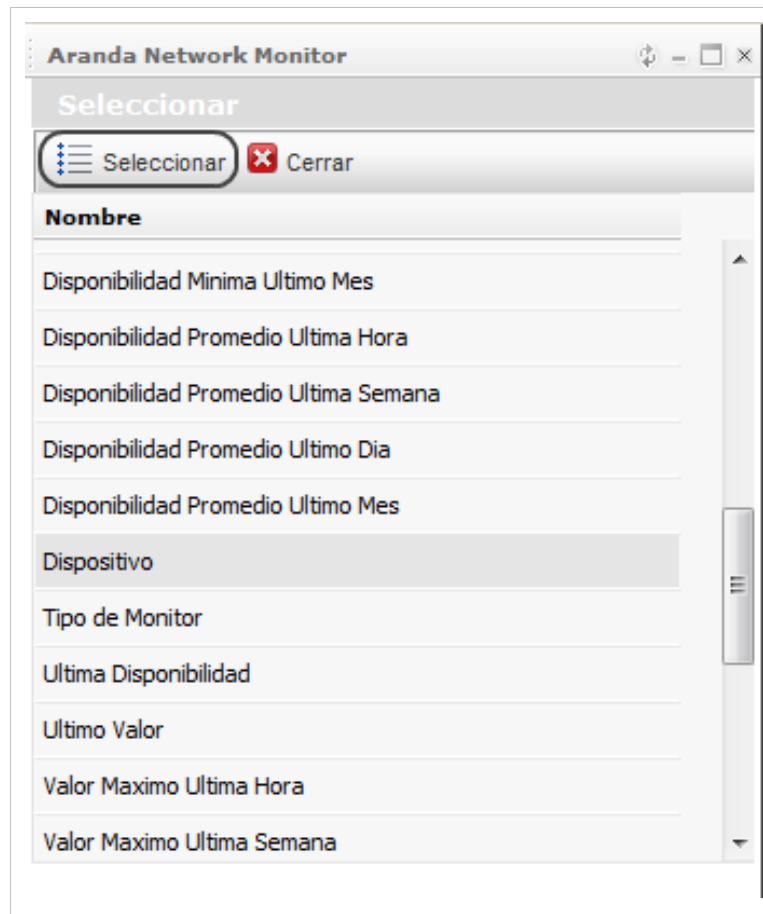 Aranda Network Monitor
Seleccionar
Seleccionar Cerrar
Nombre
Disponibilidad Minima Ultimo Mes
Disponibilidad Promedio Ultima Hora
Disponibilidad Promedio Ultima Semana
Disponibilidad Promedio Ultimo Dia
Disponibilidad Promedio Ultimo Mes
Dispositivo
Tipo de Monitor
Ultima Disponibilidad
Ultimo Valor
Valor Maximo Ultima Hora
Valor Maximo Ultima Semana